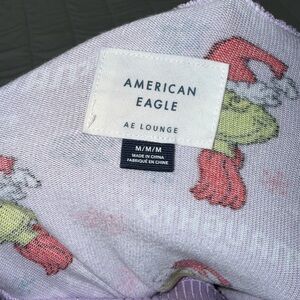 AMERICAN
EAGLE
AE LOUNGE
M/M/M
MADE IN CHINA
FABRIQUÉ EN CHINE